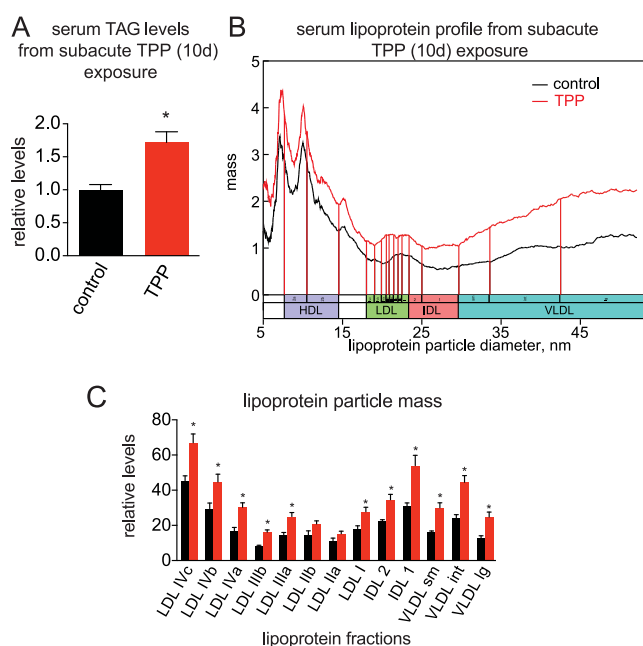 A
serum TAG levels
from subacute TPP (10d)
exposure
relative levels
2.0
1.5
1.0
0.5
0.0
*
control
TPP
B
serum lipoprotein profile from subacute
TPP (10d) exposure
control
TPP
mass
5
4
3
2
1
0
HDL
LDL
IDL
VLDL
5
15
25
35
45
lipoprotein particle diameter, nm
C
lipoprotein particle mass
relative levels
80
60
40
20
0
* * * * * * * * * * *
LDL IVc
LDL IVb
LDL IVa
LDL IIIb
LDL IIIa
LDL IIb
LDL IIa
LDL I
IDL 2
IDL 1
VLDL sm
VLDL int
VLDL lg
lipoprotein fractions